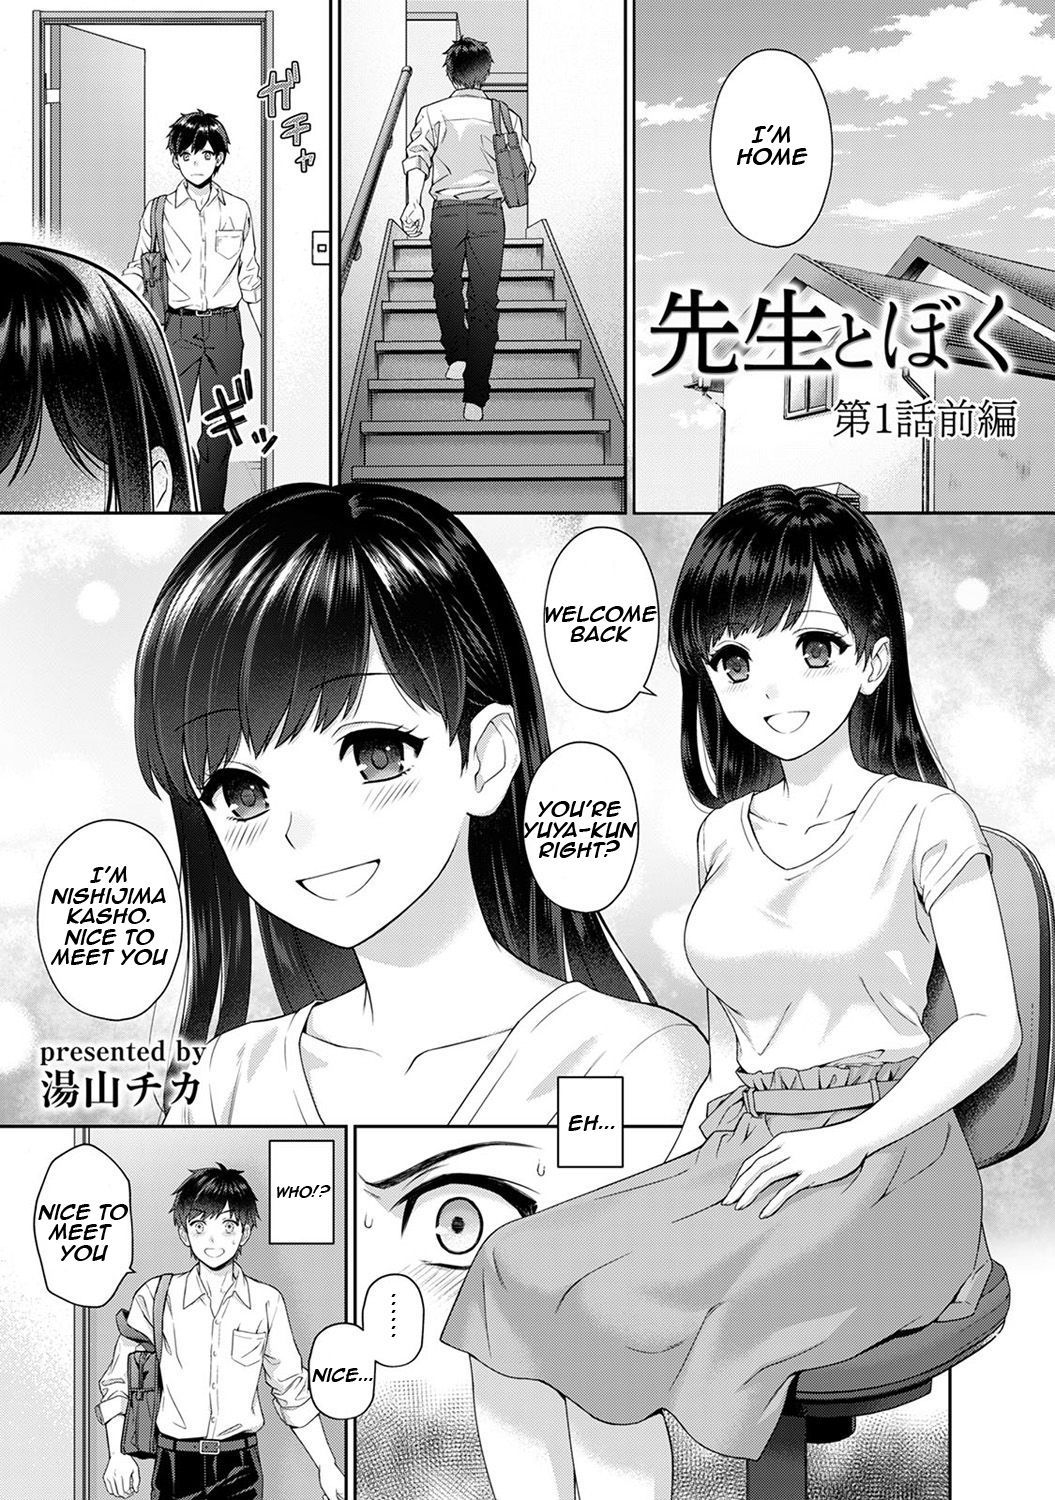 I'M
HOME
先生とぼく
第1話前編
ガチャ
ギッ
WELCOME
BACK
YOU'RE
YUYA-KUN
RIGHT?
I'M
NISHIJIMA
KASHO.
NICE TO
MEET YOU
presented by
湯山チカ
EH...
........
NICE...
WHO!?
NICE TO
MEET
YOU